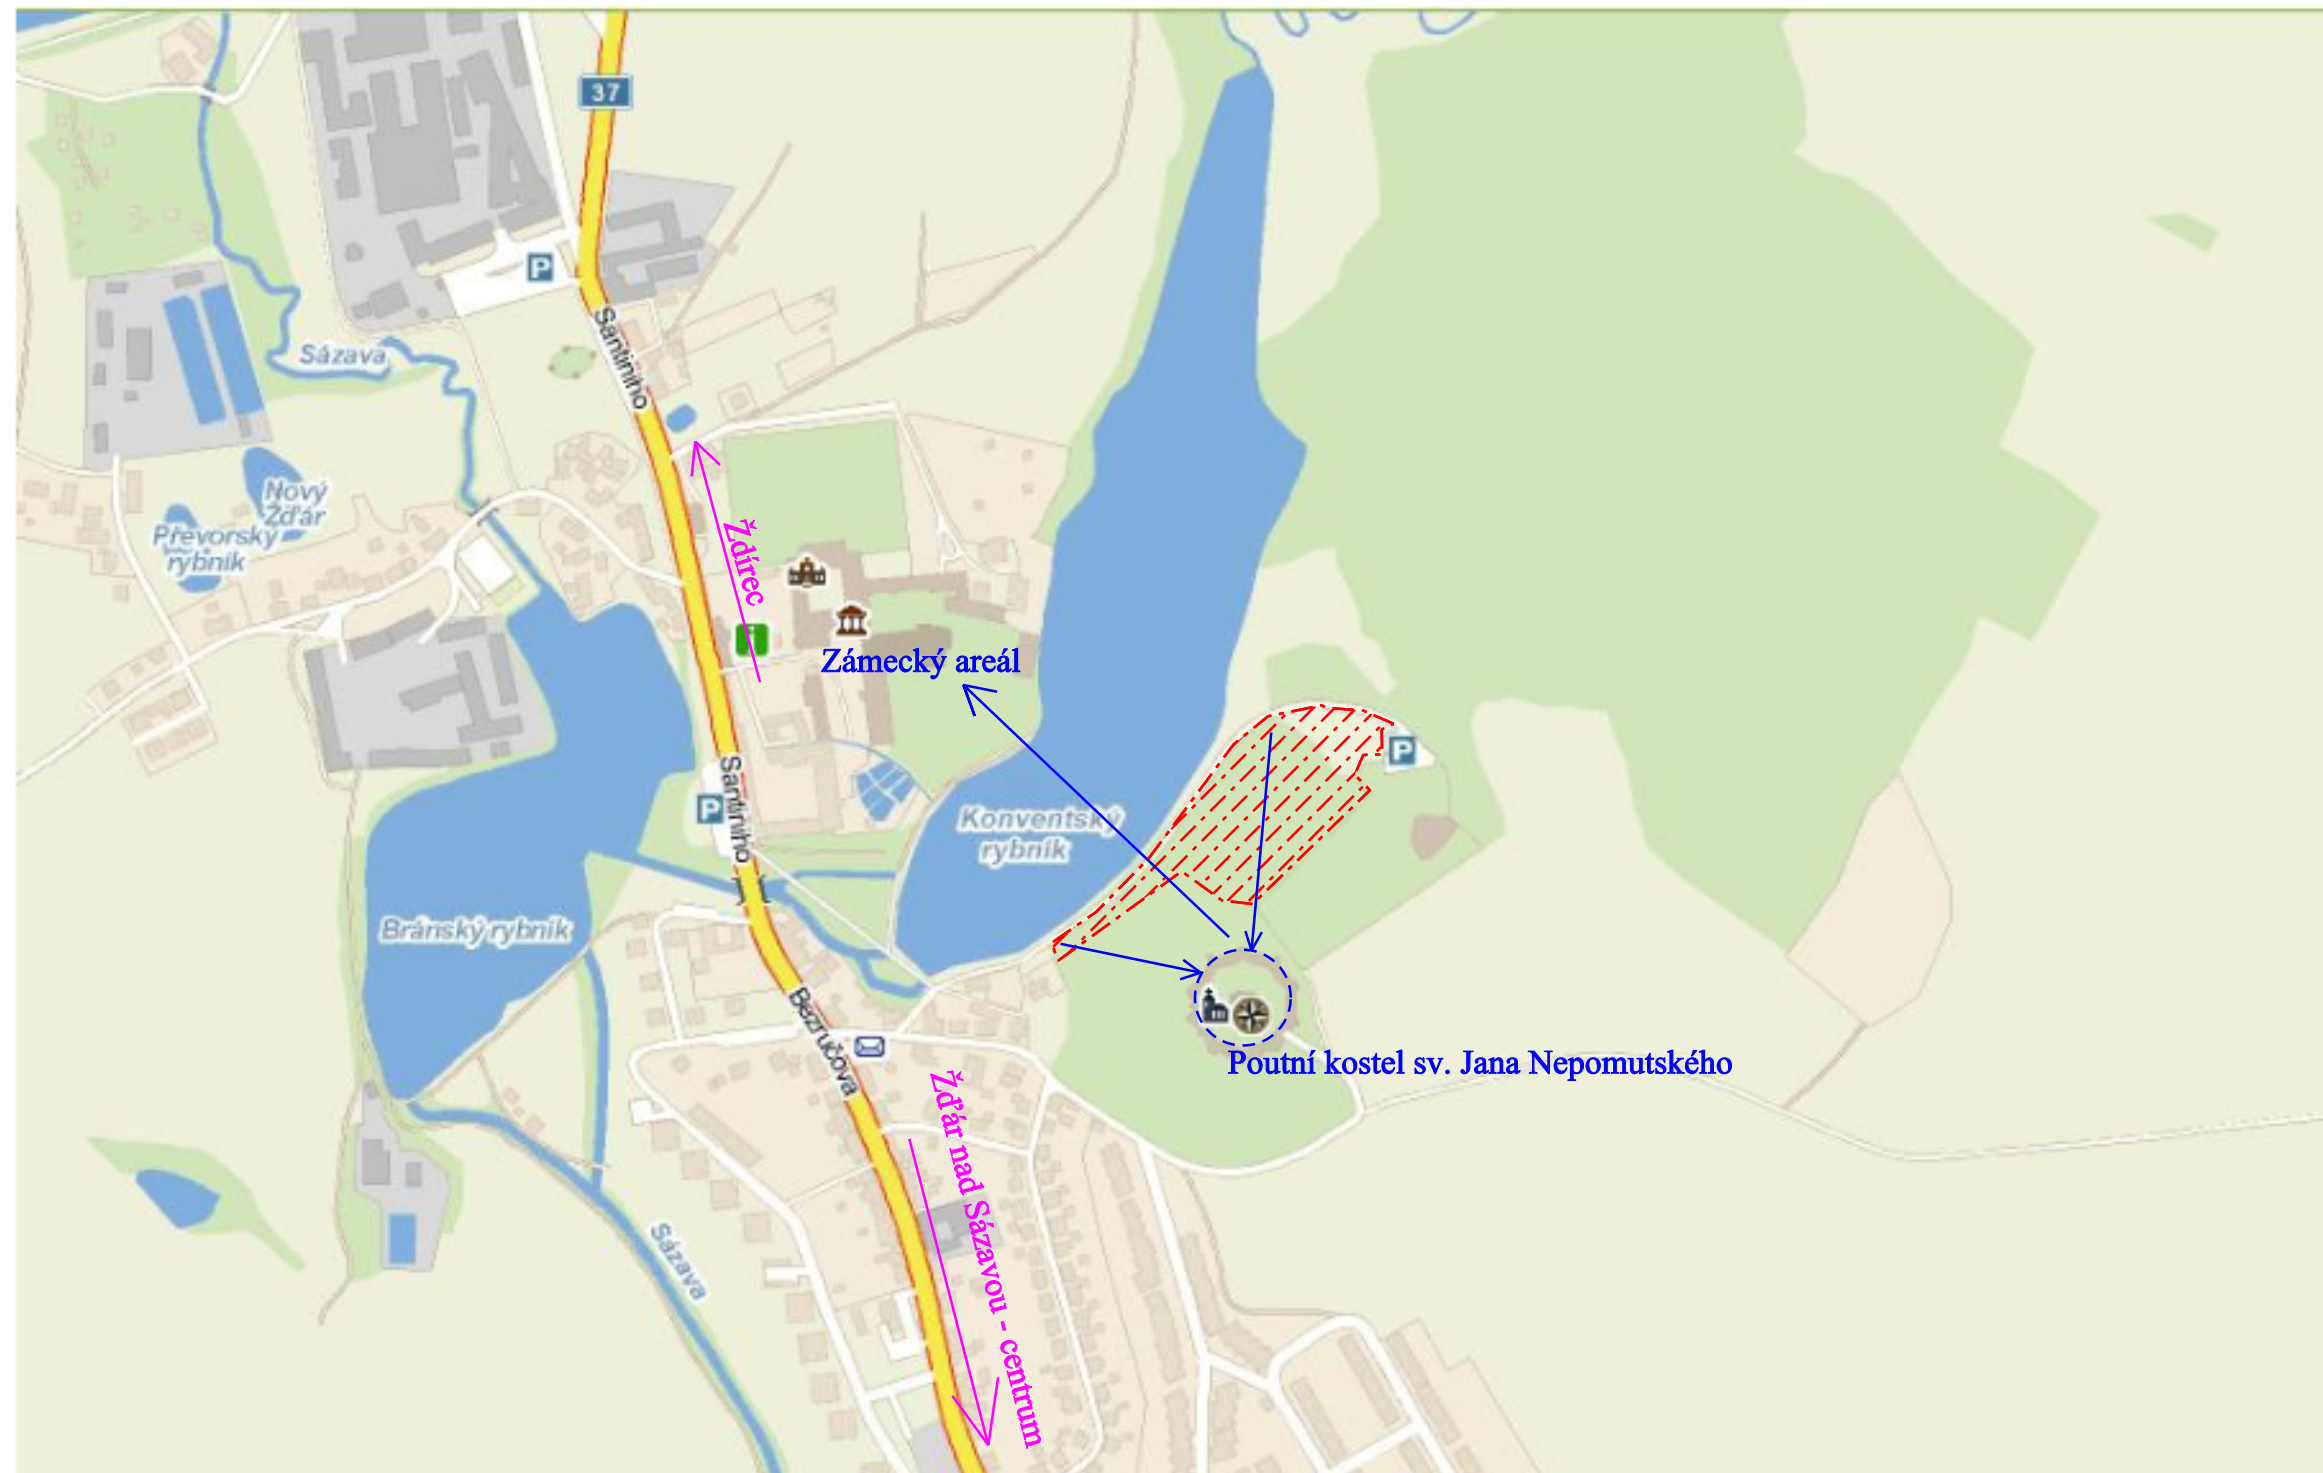 37
P
Santiniho
Sázava
Nový
Žďár
Převorský
rybník
Ždírec
Zámecký areál
P
Santiniho
P
Konventský
rybník
Bránský rybník
Bezručova
Poutní kostel sv. Jana Nepomutského
Žďár nad Sázavou - centrum
Sázava